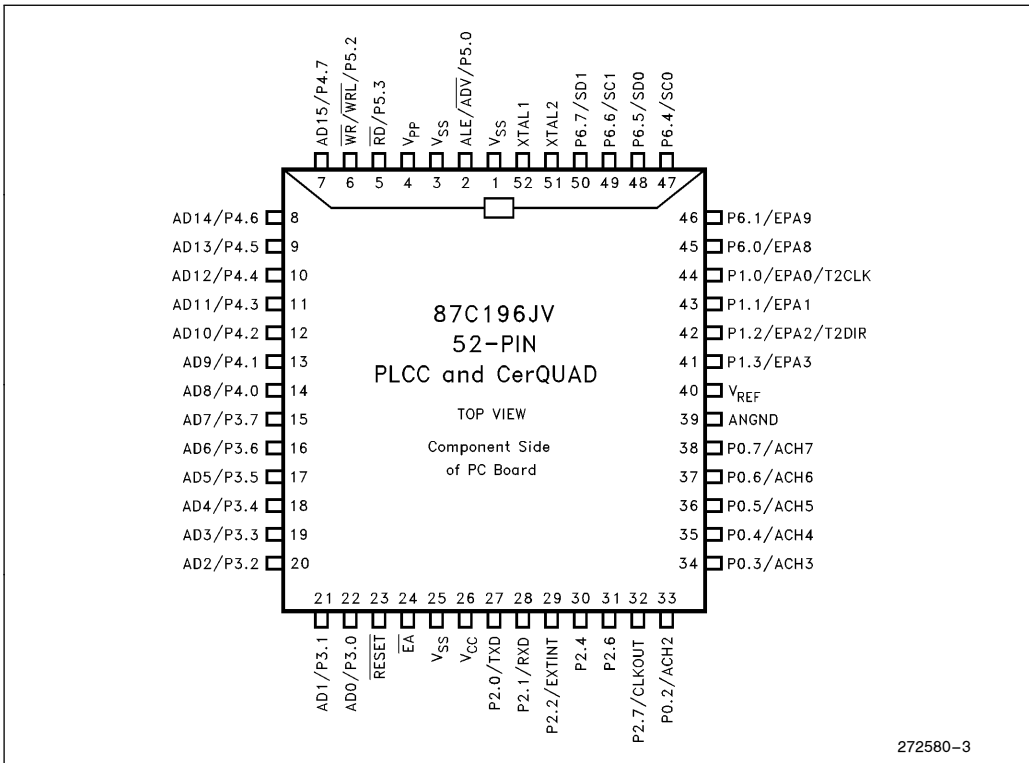 AD15/P4.7
WR/WRL/P5.2
RD/P5.3
VPP
VSS
ALE/ADV/P5.0
VSS
XTAL1
XTAL2
P6.7/SD1
P6.6/SC1
P6.5/SD0
P6.4/SC0
7 6 5 4 3 2 1 52 51 50 49 48 47
AD14/P4.6 8
AD13/P4.5 9
AD12/P4.4 10
AD11/P4.3 11
AD10/P4.2 12
AD9/P4.1 13
AD8/P4.0 14
AD7/P3.7 15
AD6/P3.6 16
AD5/P3.5 17
AD4/P3.4 18
AD3/P3.3 19
AD2/P3.2 20
87C196JV
52-PIN
PLCC and CerQUAD
TOP VIEW
Component Side
of PC Board
46 P6.1/EPA9
45 P6.0/EPA8
44 P1.0/EPA0/T2CLK
43 P1.1/EPA1
42 P1.2/EPA2/T2DIR
41 P1.3/EPA3
40 VREF
39 ANGND
38 P0.7/ACH7
37 P0.6/ACH6
36 P0.5/ACH5
35 P0.4/ACH4
34 P0.3/ACH3
21 22 23 24 25 26 27 28 29 30 31 32 33
AD1/P3.1
AD0/P3.0
RESET
EA
VSS
VCC
P2.0/TXD
P2.1/RXD
P2.2/EXTINT
P2.4
P2.6
P2.7/CLKOUT
P0.2/ACH2
272580-3